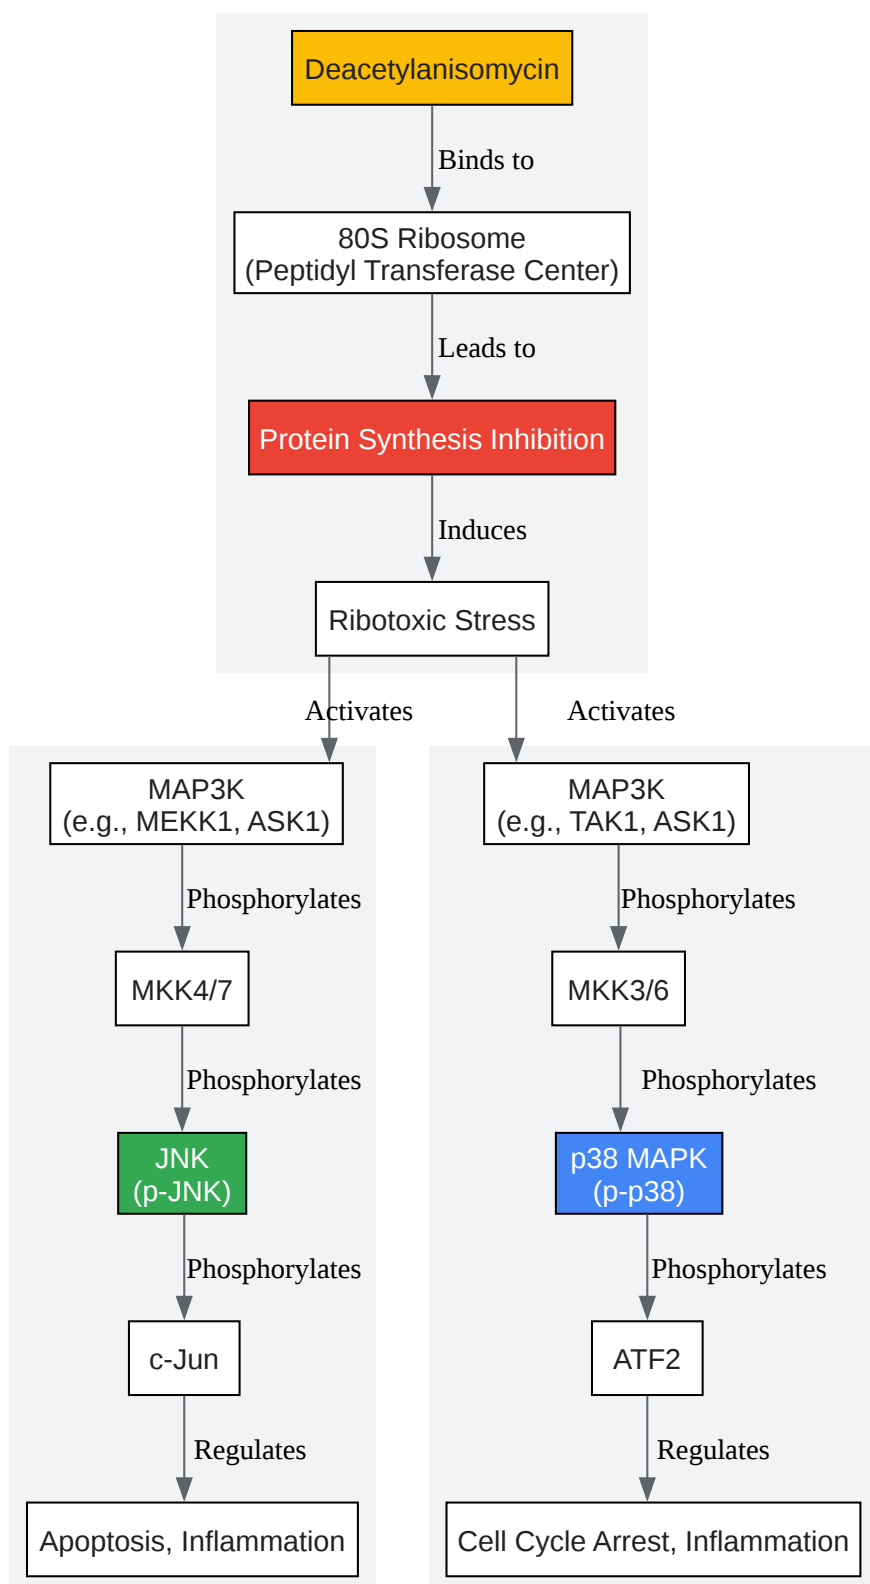 Deacetylanisomycin
Binds to
80S Ribosome
(Peptidyl Transferase Center)
Leads to
Protein Synthesis Inhibition
Induces
Ribotoxic Stress
Activates
Activates
MAP3K
(e.g., MEKK1, ASK1)
Phosphorylates
MKK4/7
Phosphorylates
JNK
(p-JNK)
Phosphorylates
c-Jun
Regulates
Apoptosis, Inflammation
MAP3K
(e.g., TAK1, ASK1)
Phosphorylates
MKK3/6
Phosphorylates
p38 MAPK
(p-p38)
Phosphorylates
ATF2
Regulates
Cell Cycle Arrest, Inflammation